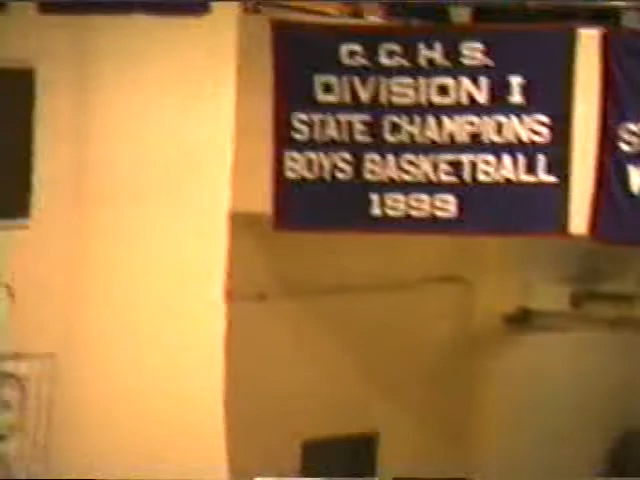 C.C.H.S.
DIVISION I
STATE CHAMPIONS
BOYS BASKETBALL
1999